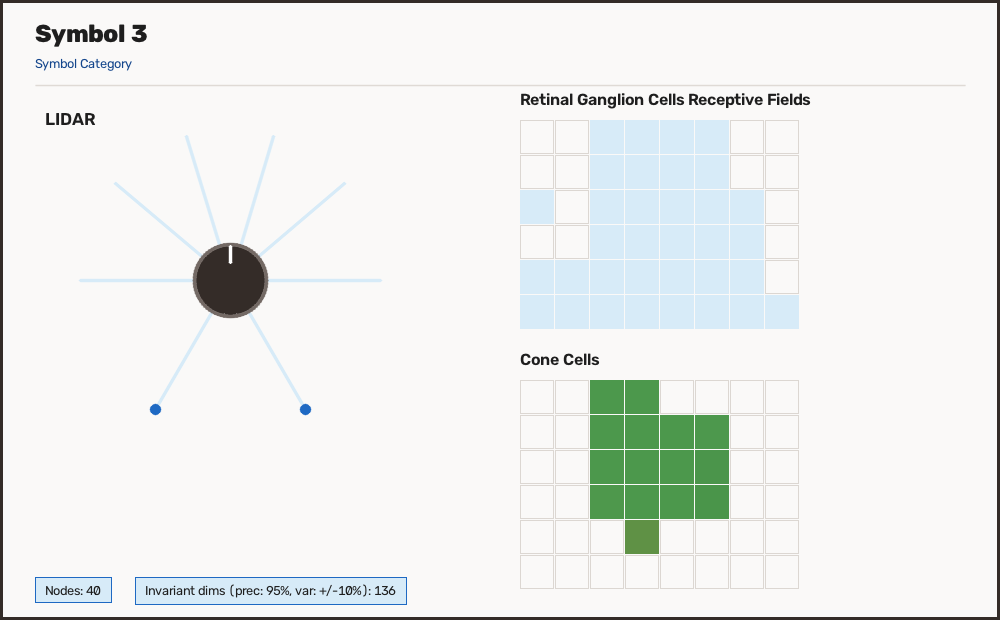 Symbol 3
Symbol Category
LIDAR
Retinal Ganglion Cells Receptive Fields
Cone Cells
Nodes: 40
Invariant dims (prec: 95%, var: +/-10%): 136